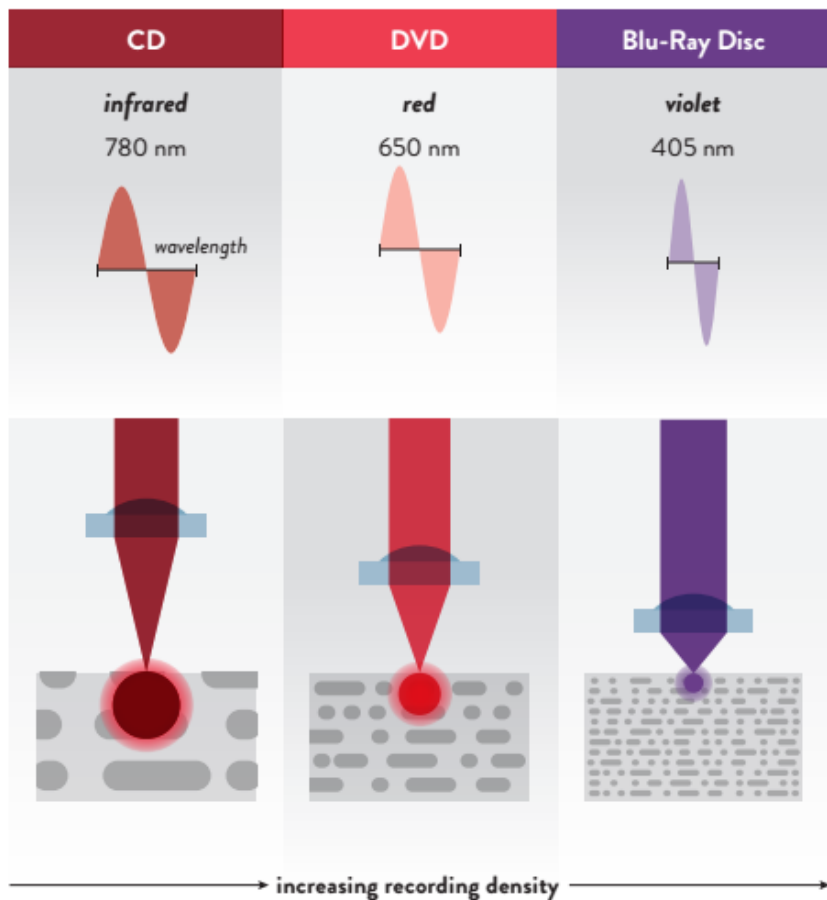 CD
DVD
Blu-Ray Disc
infrared
red
violet
780 nm
650 nm
405 nm
wavelength
increasing recording density